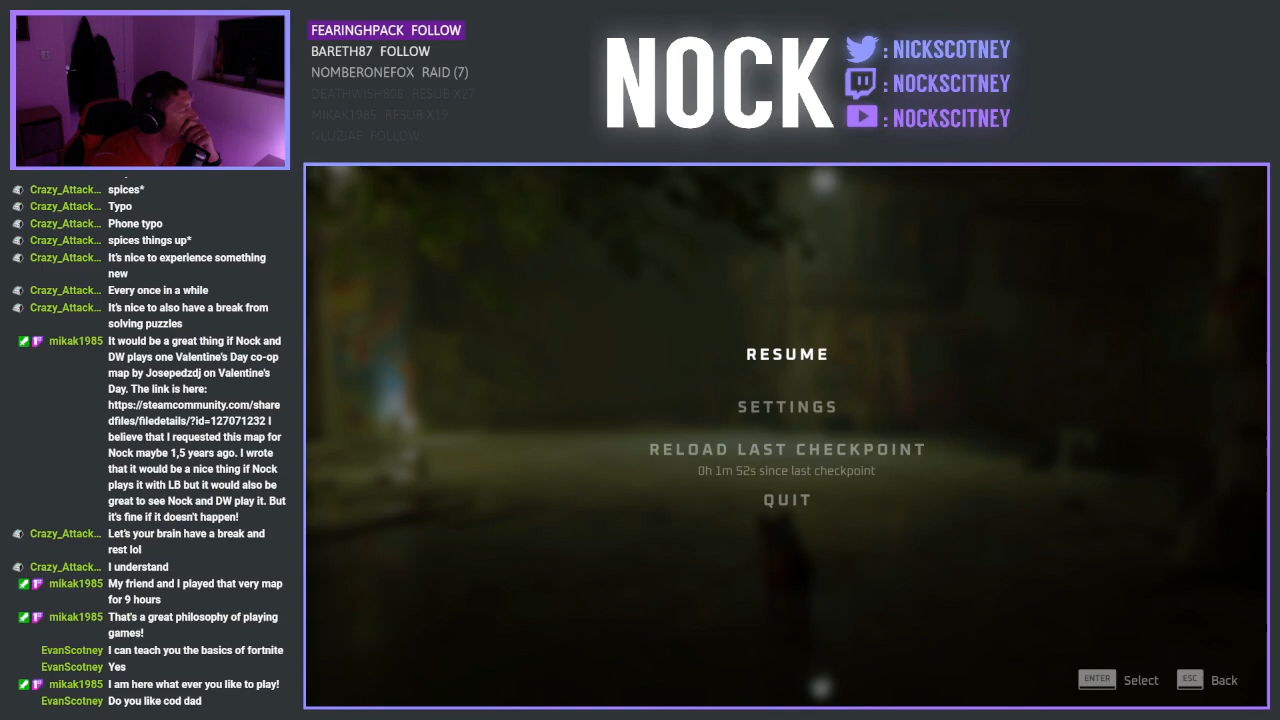 FEARINGHPACK FOLLOW
BARETH87 FOLLOW
NOMBERONEFOX RAID (7)
DEATHWISH808 RESUB X27
MIKAK1985 RESUB X19
NLUZIAF FOLLOW
NOCK
: NICKSCOTNEY
: NOCKSCITNEY
: NOCKSCITNEY
Crazy_Attack... spices*
Crazy_Attack... Typo
Crazy_Attack... Phone typo
Crazy_Attack... spices things up*
Crazy_Attack... It's nice to experience something
new
Crazy_Attack... Every once in a while
Crazy_Attack... It's nice to also have a break from
solving puzzles
mikak1985 It would be a great thing if Nock and
DW plays one Valentine's Day co-op
map by Josepedzdj on Valentine's
Day. The link is here:
https://steamcommunity.com/share
dfiles/filedetails/?id=127071232 I
believe that I requested this map for
Nock maybe 1,5 years ago. I wrote
that it would be a nice thing if Nock
plays it with LB but it would also be
great to see Nock and DW play it. But
it's fine if it doesn't happen!
Crazy_Attack... Let's your brain have a break and
rest lol
Crazy_Attack... I understand
mikak1985 My friend and I played that very map
for 9 hours
mikak1985 That's a great philosophy of playing
games!
EvanScotney I can teach you the basics of fortnite
EvanScotney Yes
mikak1985 I am here what ever you like to play!
EvanScotney Do you like cod dad
RESUME
SETTINGS
RELOAD LAST CHECKPOINT
0h 1m 52s since last checkpoint
QUIT
ENTER Select ESC Back